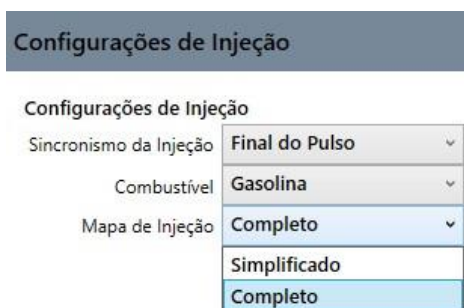 Configurações de Injeção
Configurações de Injeção
Sincronismo da Injeção Final do Pulso
Combustível Gasolina
Mapa de Injeção Completo
Simplificado
Completo